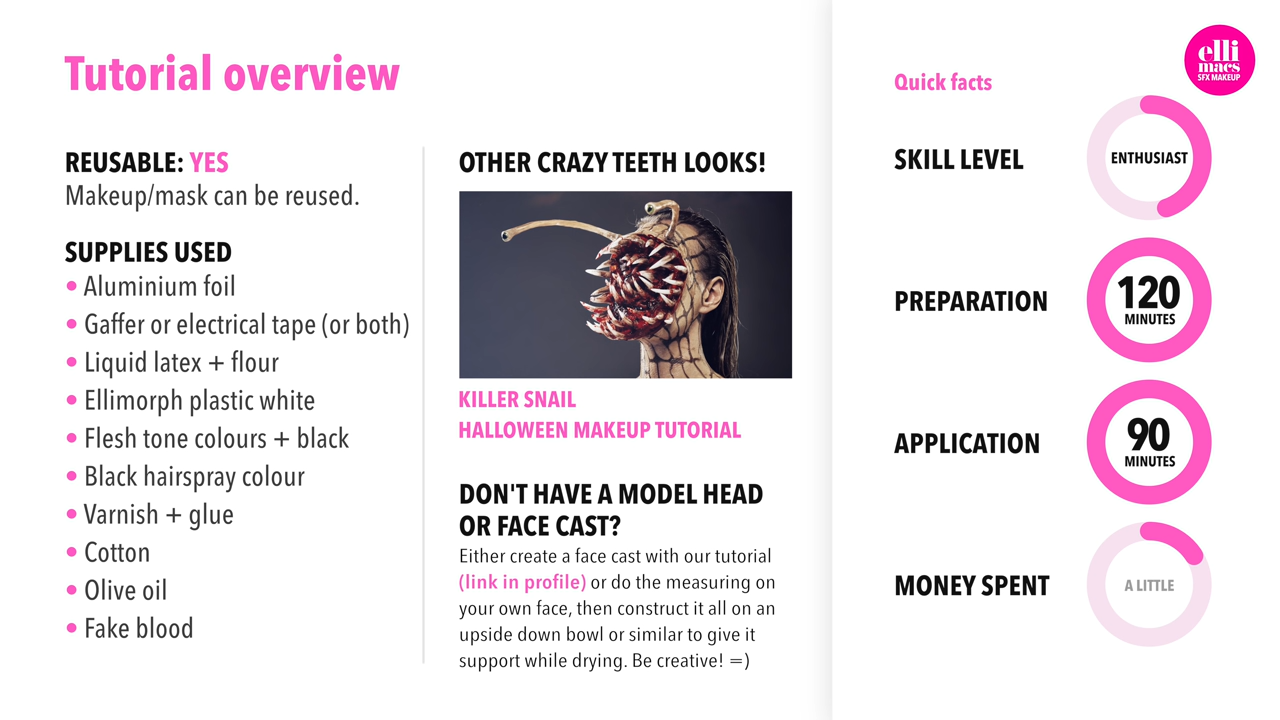 Tutorial overview
REUSABLE: YES
Makeup/mask can be reused.
SUPPLIES USED
• Aluminium foil
• Gaffer or electrical tape (or both)
• Liquid latex + flour
• Ellimorph plastic white
• Flesh tone colours + black
• Black hairspray colour
• Varnish + glue
• Cotton
• Olive oil
• Fake blood
OTHER CRAZY TEETH LOOKS!
KILLER SNAIL
HALLOWEEN MAKEUP TUTORIAL
DON'T HAVE A MODEL HEAD
OR FACE CAST?
Either create a face cast with our tutorial
(link in profile) or do the measuring on
your own face, then construct it all on an
upside down bowl or similar to give it
support while drying. Be creative! =)
elli
macs
SFX MAKEUP
Quick facts
SKILL LEVEL
ENTHUSIAST
PREPARATION
120
MINUTES
APPLICATION
90
MINUTES
MONEY SPENT
A LITTLE